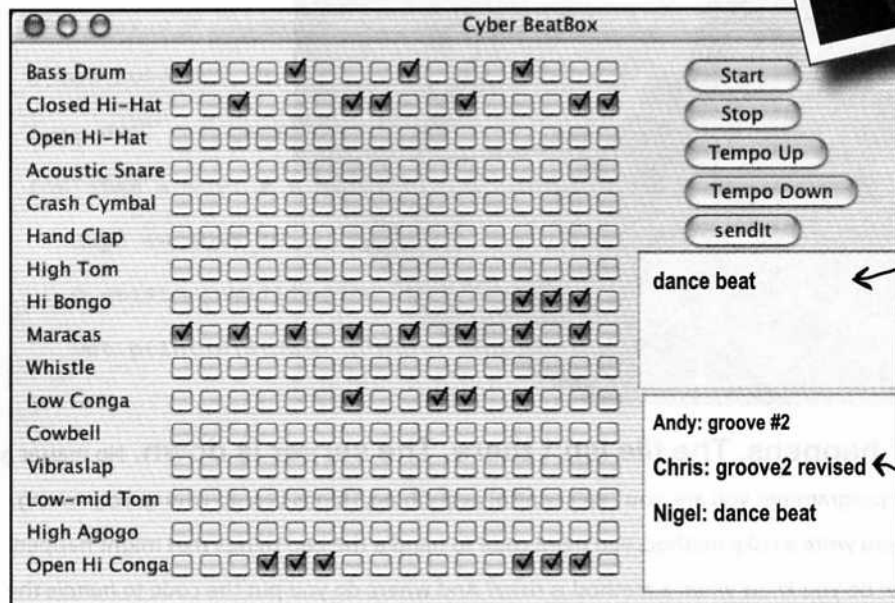 Cyber BeatBox
Bass Drum
Closed Hi-Hat
Open Hi-Hat
Acoustic Snare
Crash Cymbal
Hand Clap
High Tom
Hi Bongo
Maracas
Whistle
Low Conga
Cowbell
Vibraslap
Low-mid Tom
High Agogo
Open Hi Conga
Start
Stop
Tempo Up
Tempo Down
sendIt
dance beat
Andy: groove #2
Chris: groove2 revised
Nigel: dance beat